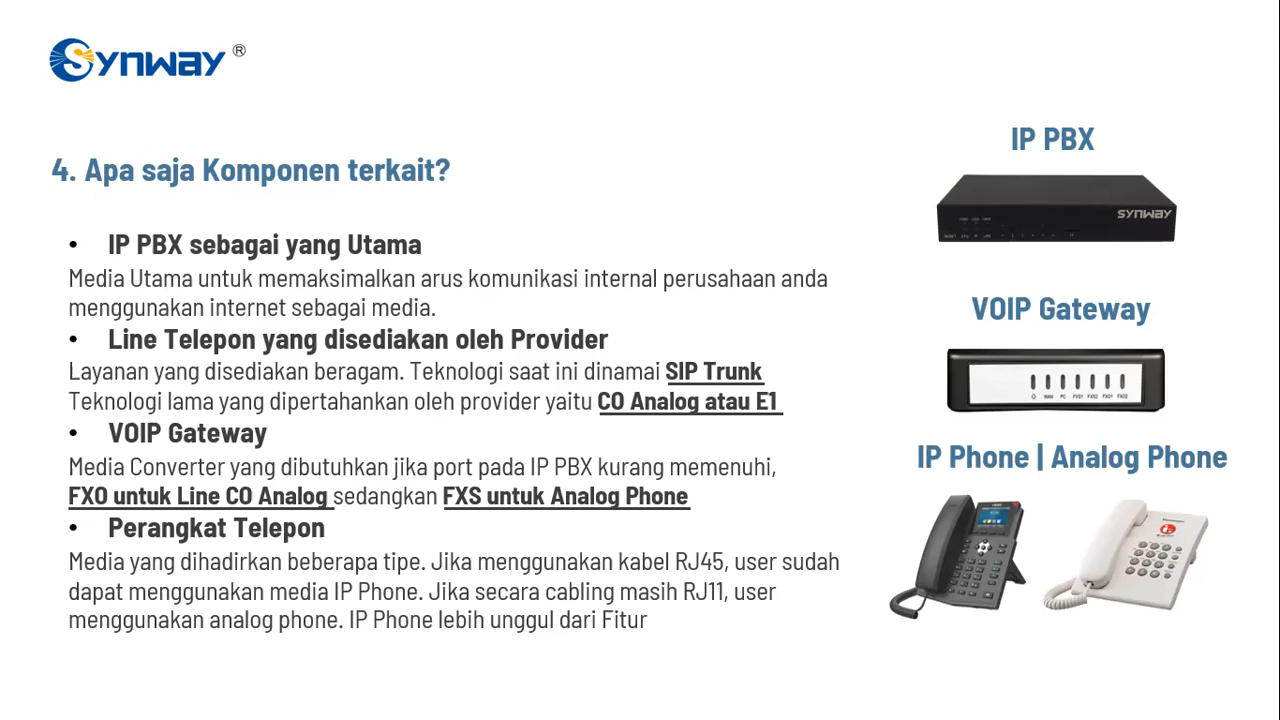 SYNWAY ®
4. Apa saja Komponen terkait?
• IP PBX sebagai yang Utama
Media Utama untuk memaksimalkan arus komunikasi internal perusahaan anda
menggunakan internet sebagai media.
• Line Telepon yang disediakan oleh Provider
Layanan yang disediakan beragam. Teknologi saat ini dinamai SIP Trunk
Teknologi lama yang dipertahankan oleh provider yaitu CO Analog atau E1
• VOIP Gateway
Media Converter yang dibutuhkan jika port pada IP PBX kurang memenuhi,
FXO untuk Line CO Analog sedangkan FXS untuk Analog Phone
• Perangkat Telepon
Media yang dihadirkan beberapa tipe. Jika menggunakan kabel RJ45, user sudah
dapat menggunakan media IP Phone. Jika secara cabling masih RJ11, user
menggunakan analog phone. IP Phone lebih unggul dari Fitur
IP PBX
SYNWAY
VOIP Gateway
WAN PC FXS1 FXS2 FXO1 FXO2
IP Phone | Analog Phone